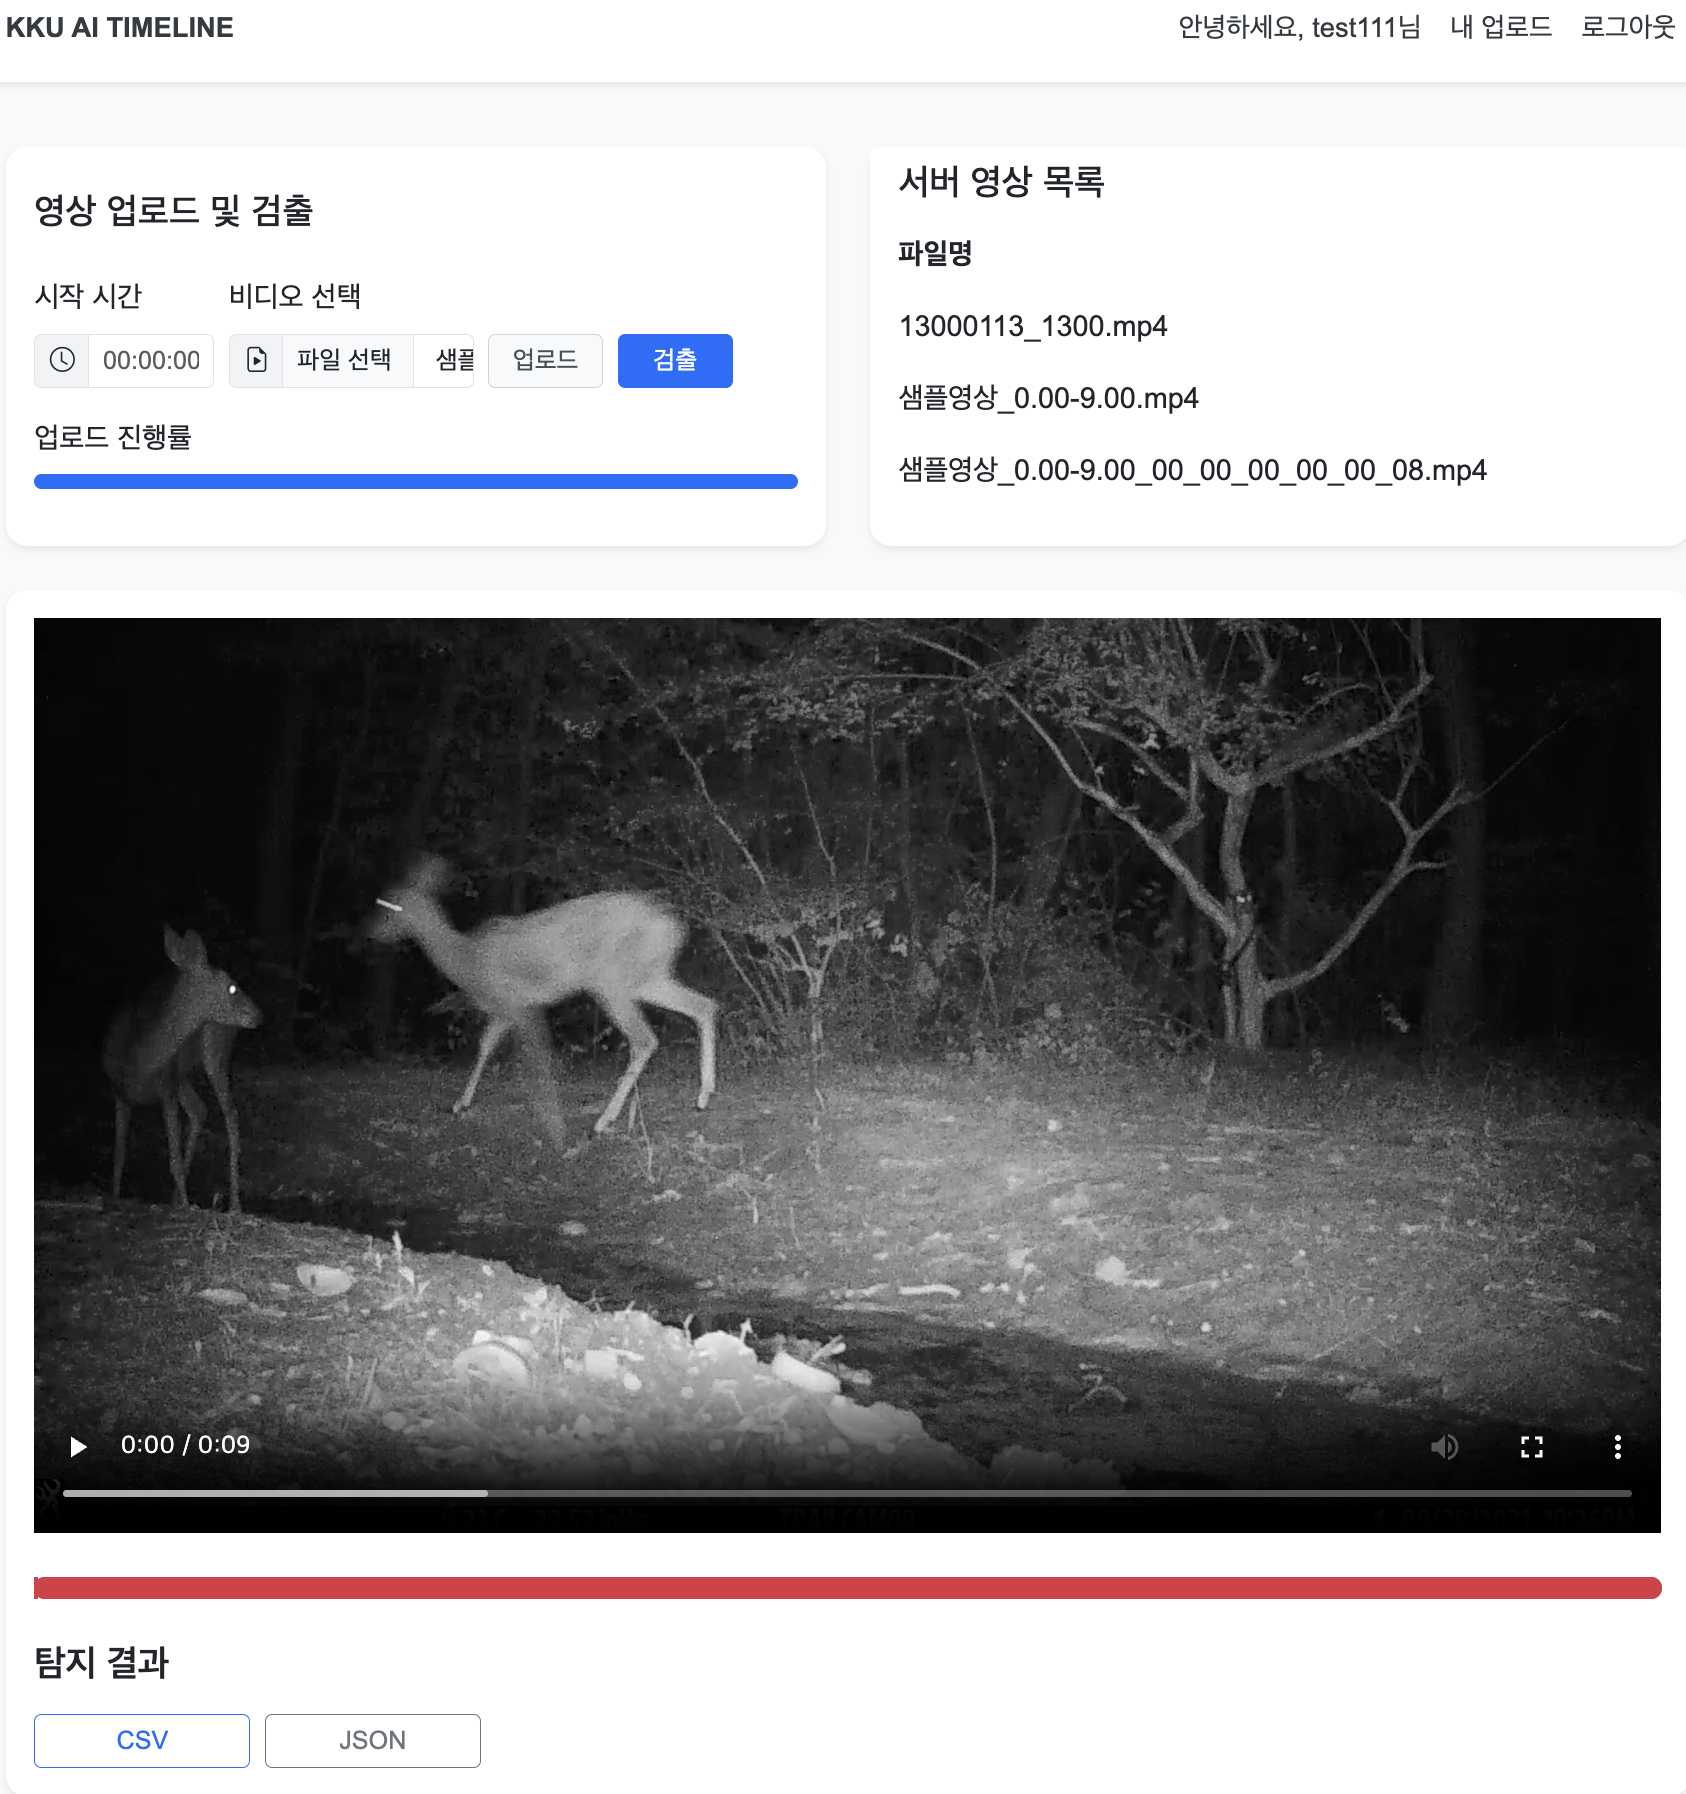 KKU AI TIMELINE
안녕하세요, test111님 내 업로드 로그아웃
영상 업로드 및 검출
시작 시간 비디오 선택
00:00:00 파일 선택 샘플 업로드 검출
업로드 진행률
서버 영상 목록
파일명
13000113_1300.mp4
샘플영상_0.00-9.00.mp4
샘플영상_0.00-9.00_00_00_00_00_00_08.mp4
0:00 / 0:09
TRAILCAM08
탐지 결과
CSV JSON